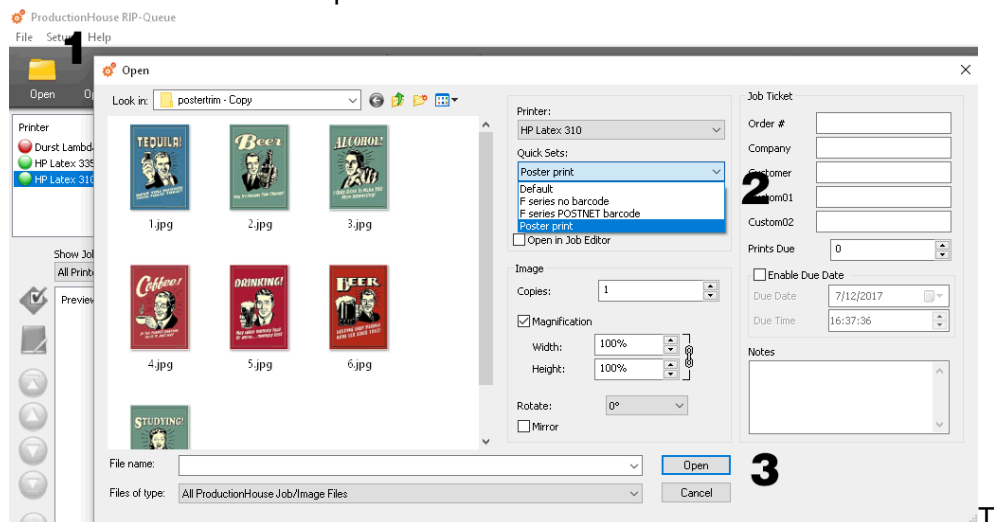 ProductionHouse RIP-Queue
File Setup Help
1
Open
Open
Look in: postertrim - Copy
Printer
Durst Lambd
HP Latex 335
HP Latex 310
Show Jol
All Print
Preview
TEQUILA!
Beer
ALCOHOL!
1.jpg
2.jpg
3.jpg
Coffee!
DRINKING!
BEER
4.jpg
5.jpg
6.jpg
STUDYING!
Printer:
HP Latex 310
Quick Sets:
Poster print
Default
F series no barcode
F series POSTNET barcode
Poster print
Open in Job Editor
Image
Copies: 1
Magnification
Width: 100%
Height: 100%
Rotate: 0°
Mirror
Job Ticket
Order #
Company
Customer
2
Custom01
Custom02
Prints Due 0
Enable Due Date
Due Date 7/12/2017
Due Time 16:37:36
Notes
File name:
Open
3
Files of type: All ProductionHouse Job/Image Files
Cancel
T